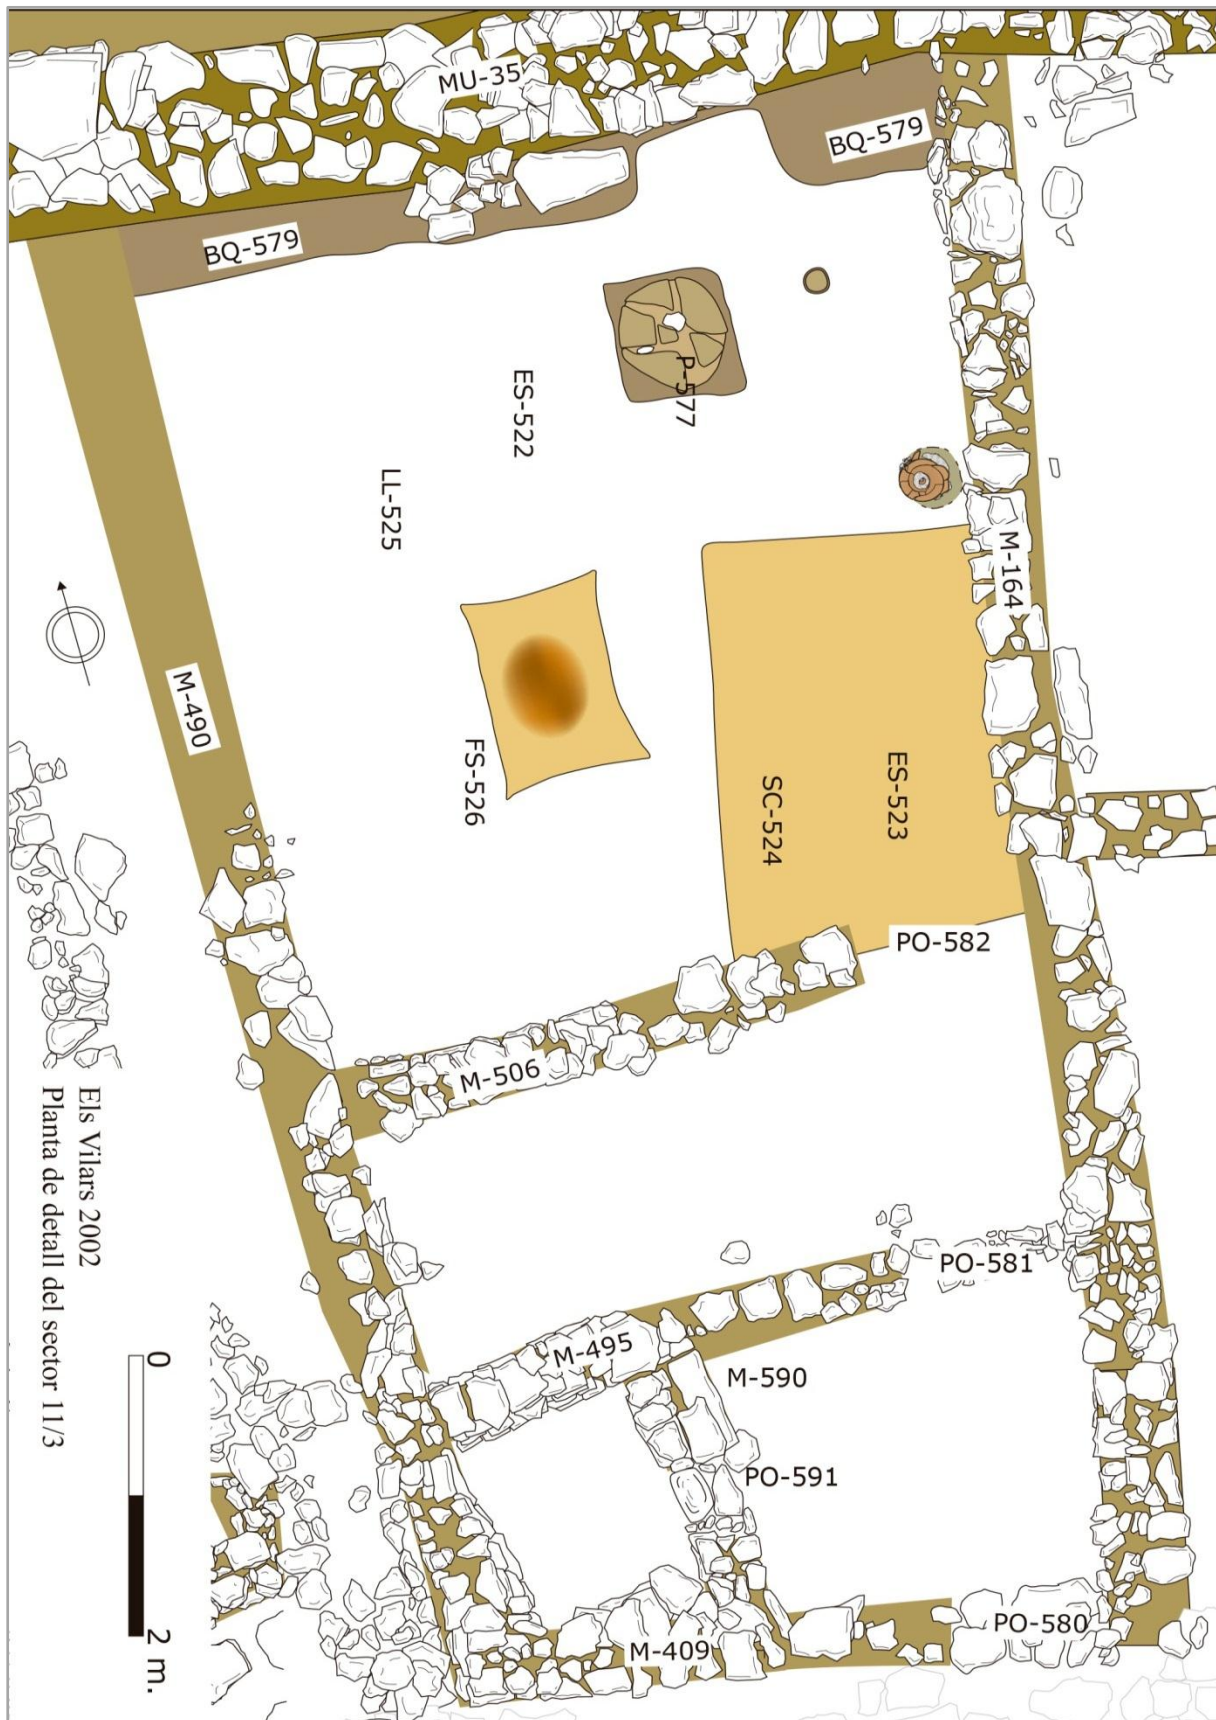 MU-35
BQ-579
BQ-579
P-577
ES-522
LL-525
M-164
M-490
FS-526
SC-524
ES-523
PO-582
M-506
PO-581
M-495
M-590
PO-591
PO-580
M-409
Els Vilars 2002
Planta de detall del sector 11/3
0
2 m.